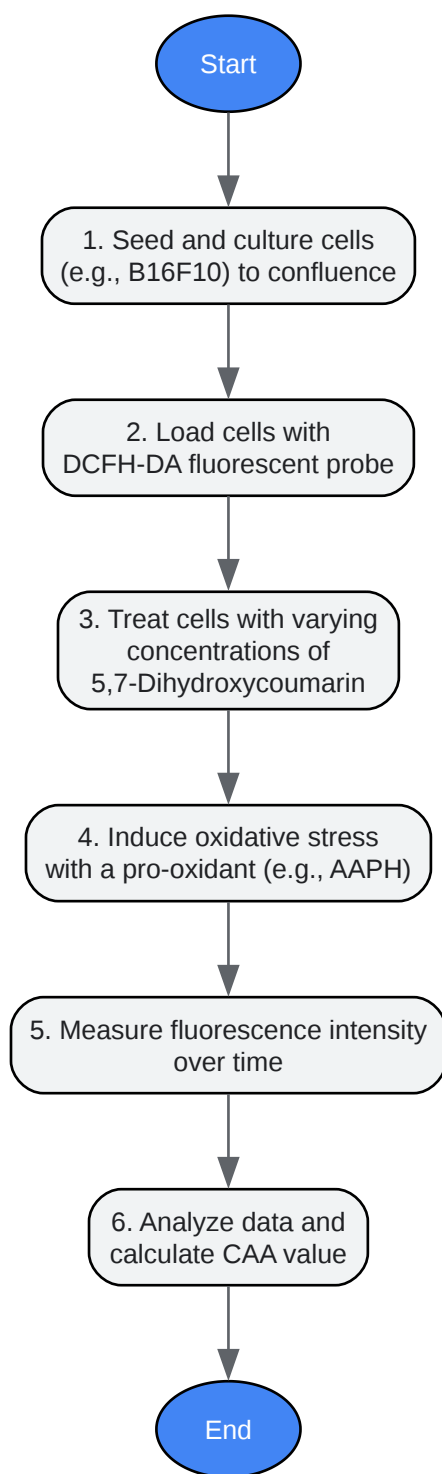 Start
1. Seed and culture cells
(e.g., B16F10) to confluence
2. Load cells with
DCFH-DA fluorescent probe
3. Treat cells with varying
concentrations of
5,7-Dihydroxycoumarin
4. Induce oxidative stress
with a pro-oxidant (e.g., AAPH)
5. Measure fluorescence intensity
over time
6. Analyze data and
calculate CAA value
End